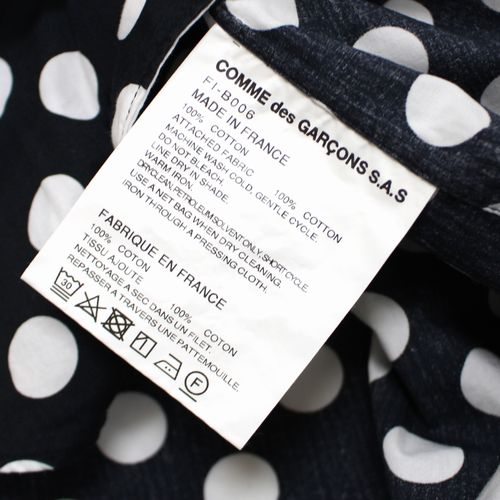 COMME des GARÇONS S.A.S
FI-B006
MADE IN FRANCE
100% COTTON 100% COTTON
ATTACHED FABRIC
MACHINE WASH COLD, GENTLE CYCLE.
DO NOT BLEACH.
LINE DRY IN SHADE.
WARM IRON.
DRYCLEAN, PETROLEUM SOLVENT ONLY, SHORT CYCLE.
USE A NET BAG WHEN DRY CLEANING.
IRON THROUGH A PRESSING CLOTH.
FABRIQUE EN FRANCE
100% COTON 100% COTON
TISSU AJOUTE
NETTOYAGE A SEC DANS UN FILET.
REPASSER A TRAVERS UNE PATTEMOUILLE.
30
F